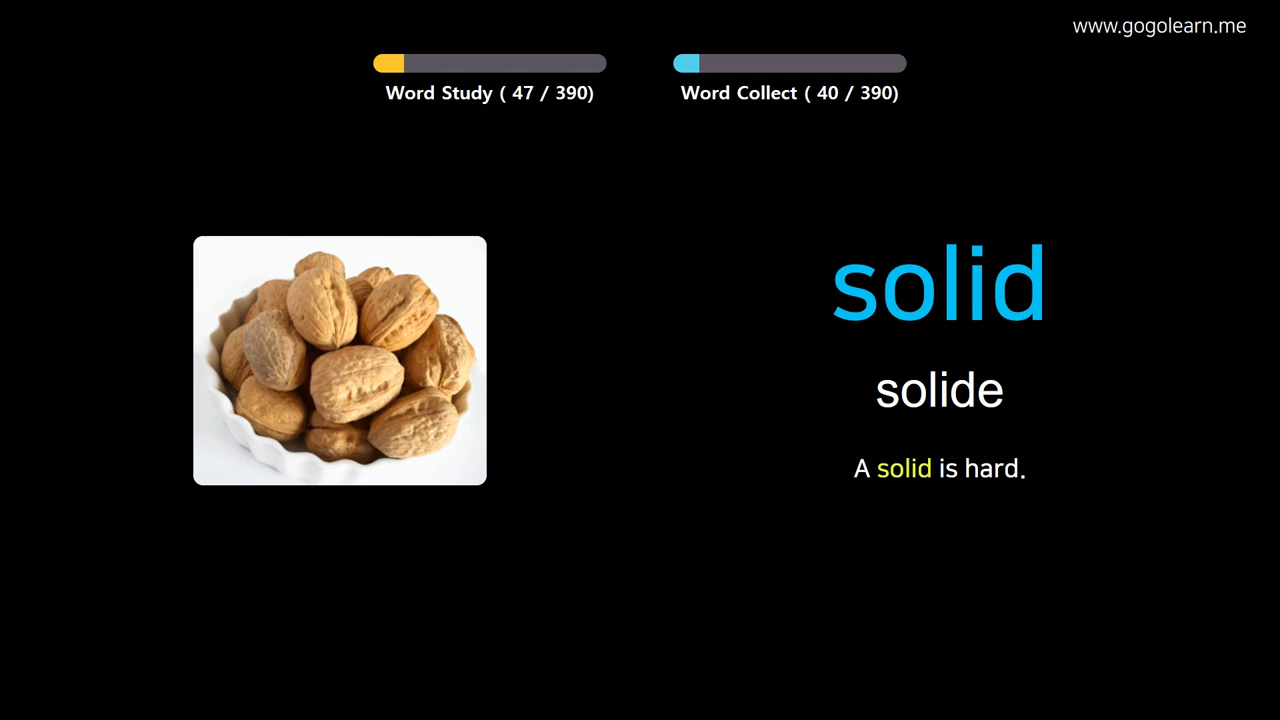 www.gogolearn.me
Word Study ( 47 / 390)
Word Collect ( 40 / 390)
solid
solide
A solid is hard.